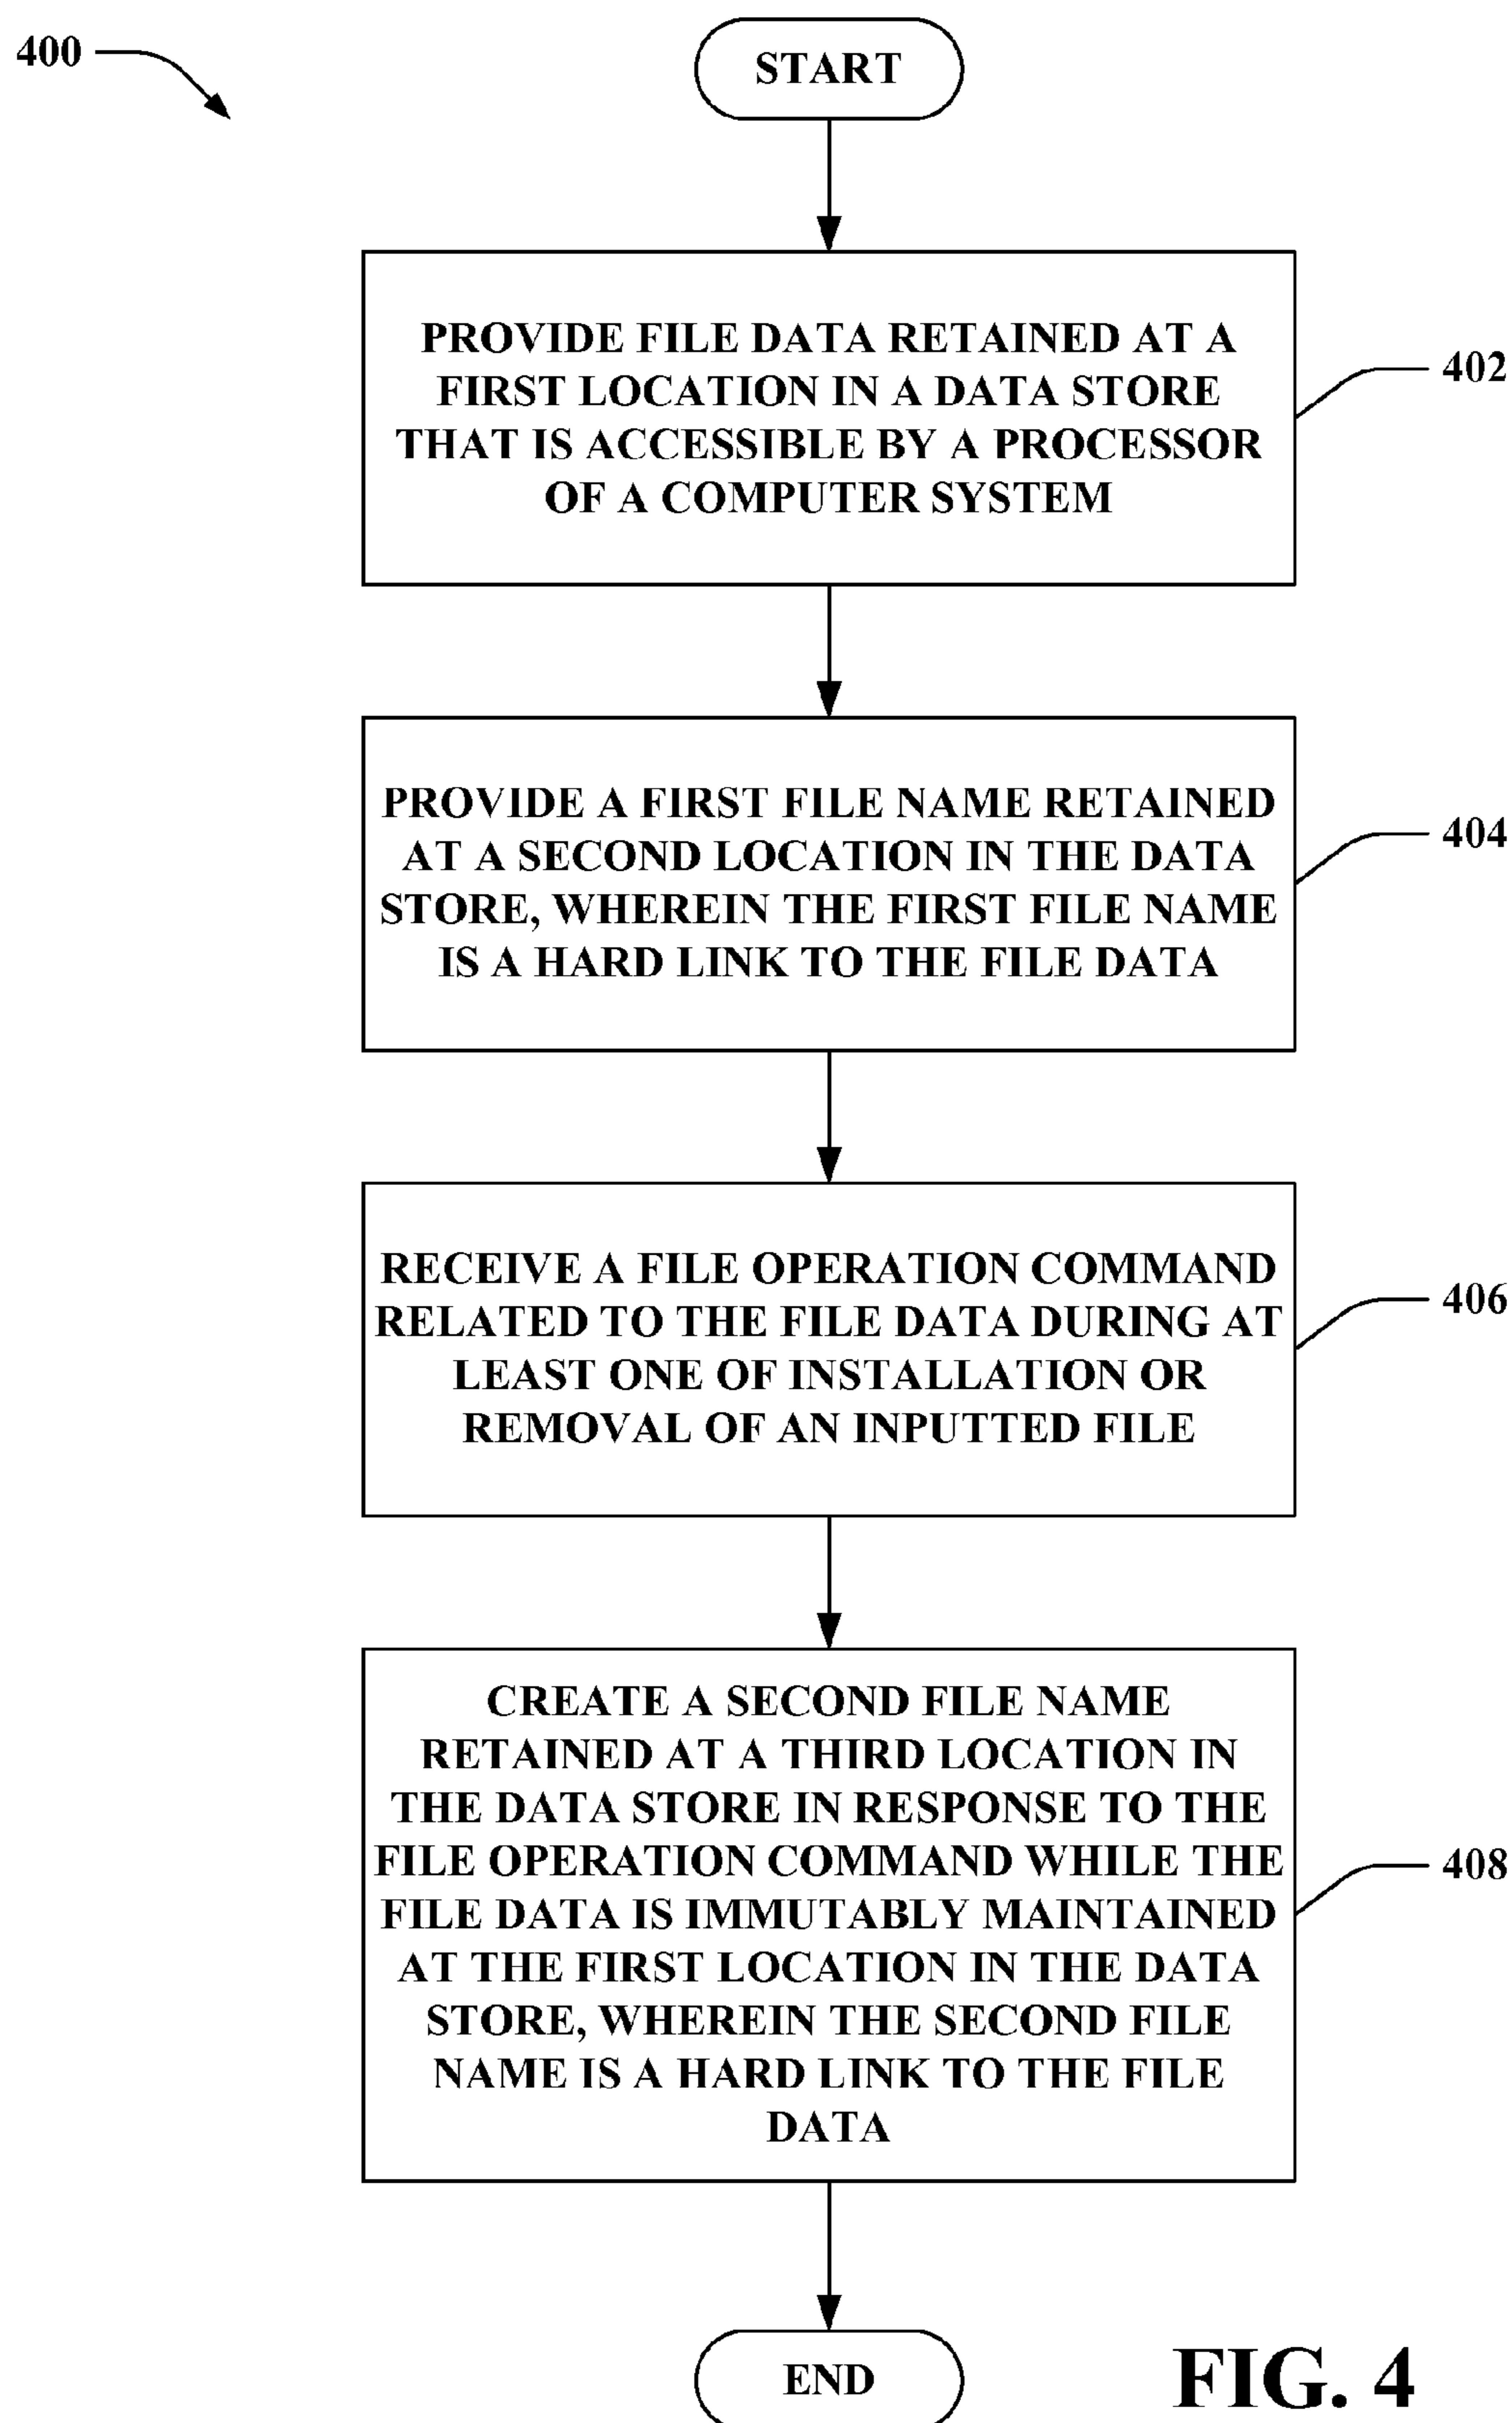 400
START
PROVIDE FILE DATA RETAINED AT A
FIRST LOCATION IN A DATA STORE
THAT IS ACCESSIBLE BY A PROCESSOR
OF A COMPUTER SYSTEM
402
PROVIDE A FIRST FILE NAME RETAINED
AT A SECOND LOCATION IN THE DATA
STORE, WHEREIN THE FIRST FILE NAME
IS A HARD LINK TO THE FILE DATA
404
RECEIVE A FILE OPERATION COMMAND
RELATED TO THE FILE DATA DURING AT
LEAST ONE OF INSTALLATION OR
REMOVAL OF AN INPUTTED FILE
406
CREATE A SECOND FILE NAME
RETAINED AT A THIRD LOCATION IN
THE DATA STORE IN RESPONSE TO THE
FILE OPERATION COMMAND WHILE THE
FILE DATA IS IMMUTABLY MAINTAINED
AT THE FIRST LOCATION IN THE DATA
STORE, WHEREIN THE SECOND FILE
NAME IS A HARD LINK TO THE FILE
DATA
408
END
FIG. 4